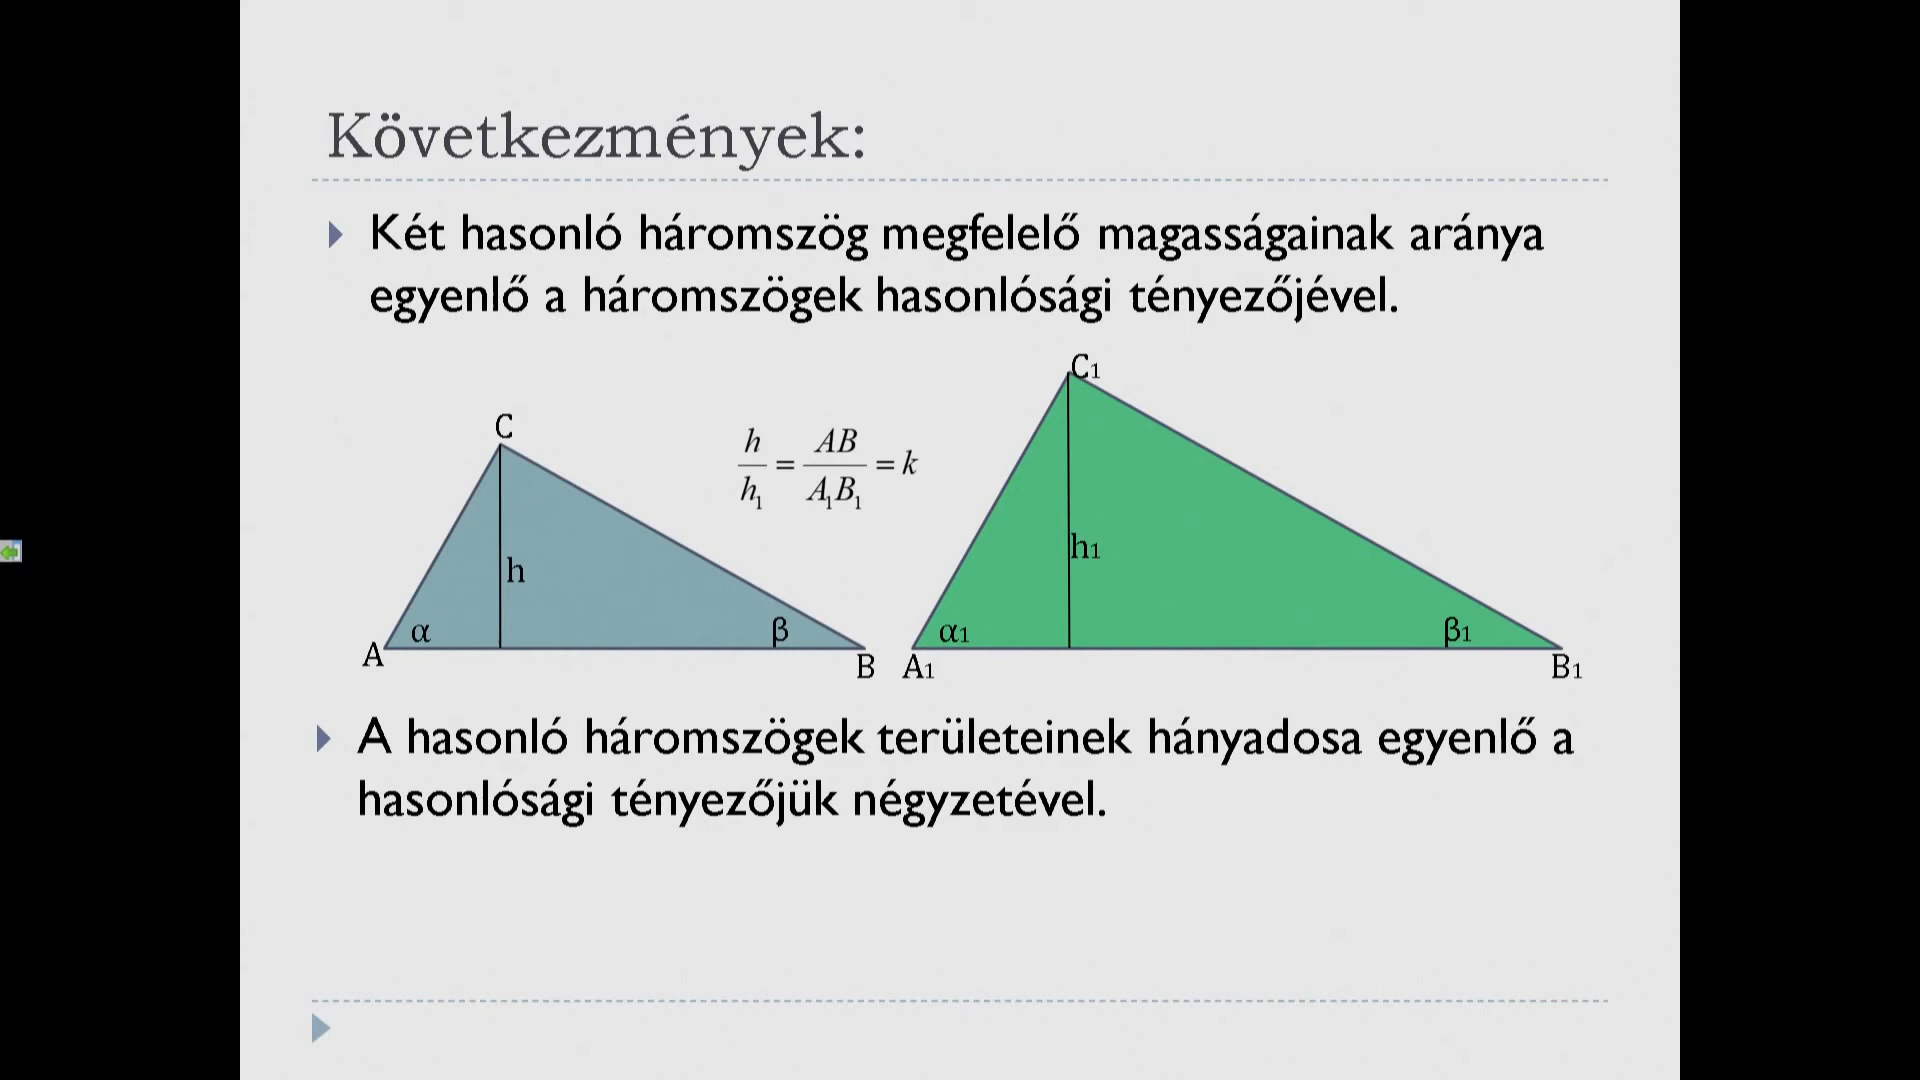 Következmények:
Két hasonló háromszög megfelelő magasságainak aránya
egyenlő a háromszögek hasonlósági tényezőjével.
C
h/h₁ = AB/A₁B₁ = k
h
α
β
A
B
C₁
h₁
α₁
β₁
A₁
B₁
A hasonló háromszögek területeinek hányadosa egyenlő a
hasonlósági tényezőjük négyzetével.